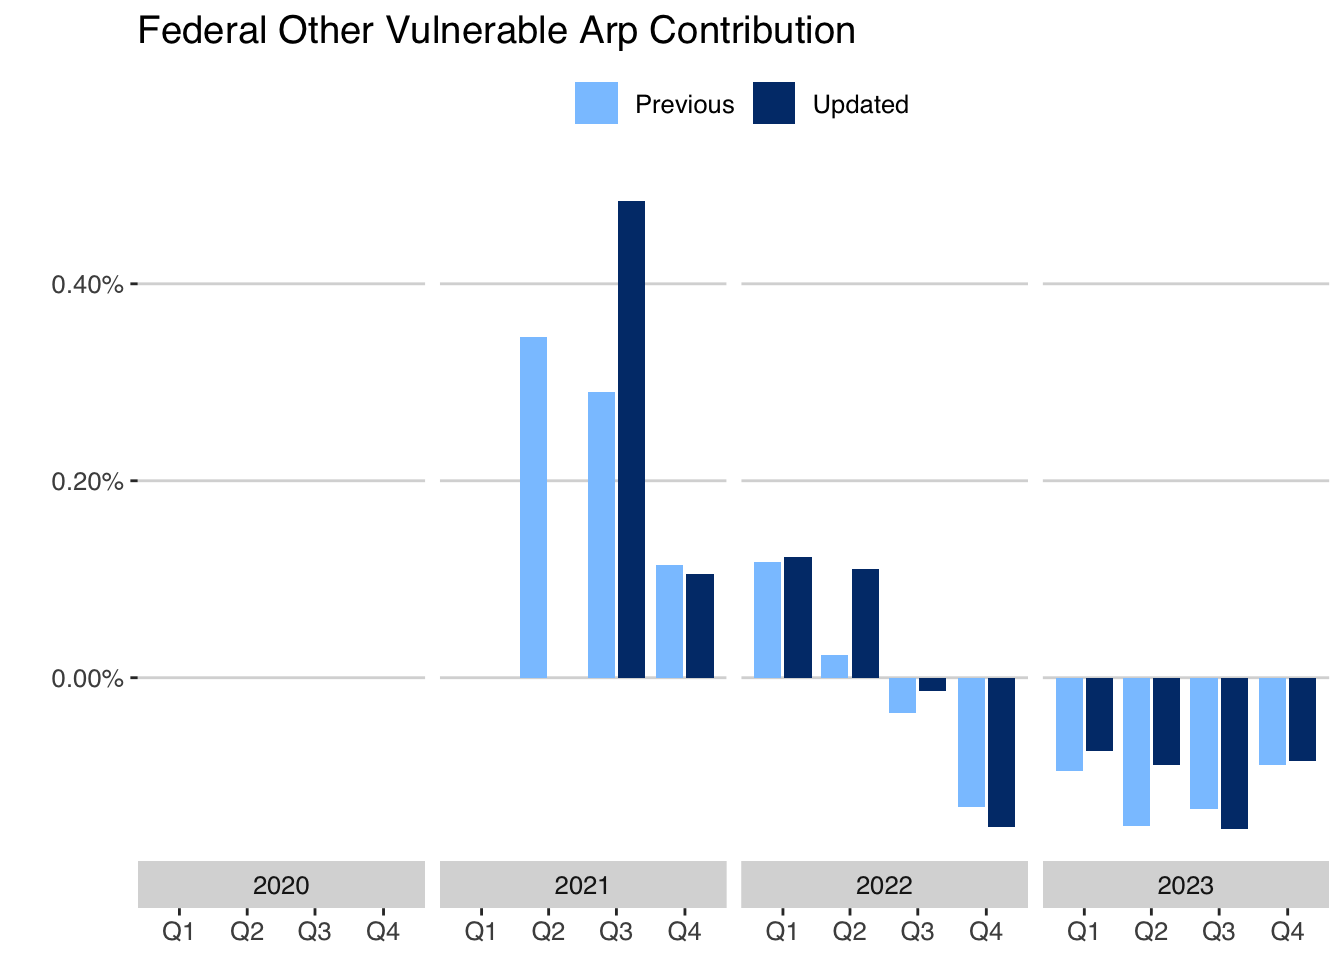 Federal Other Vulnerable Arp Contribution
Previous Updated
0.40%
0.20%
0.00%
2020 2021 2022 2023
Q1 Q2 Q3 Q4 Q1 Q2 Q3 Q4 Q1 Q2 Q3 Q4 Q1 Q2 Q3 Q4